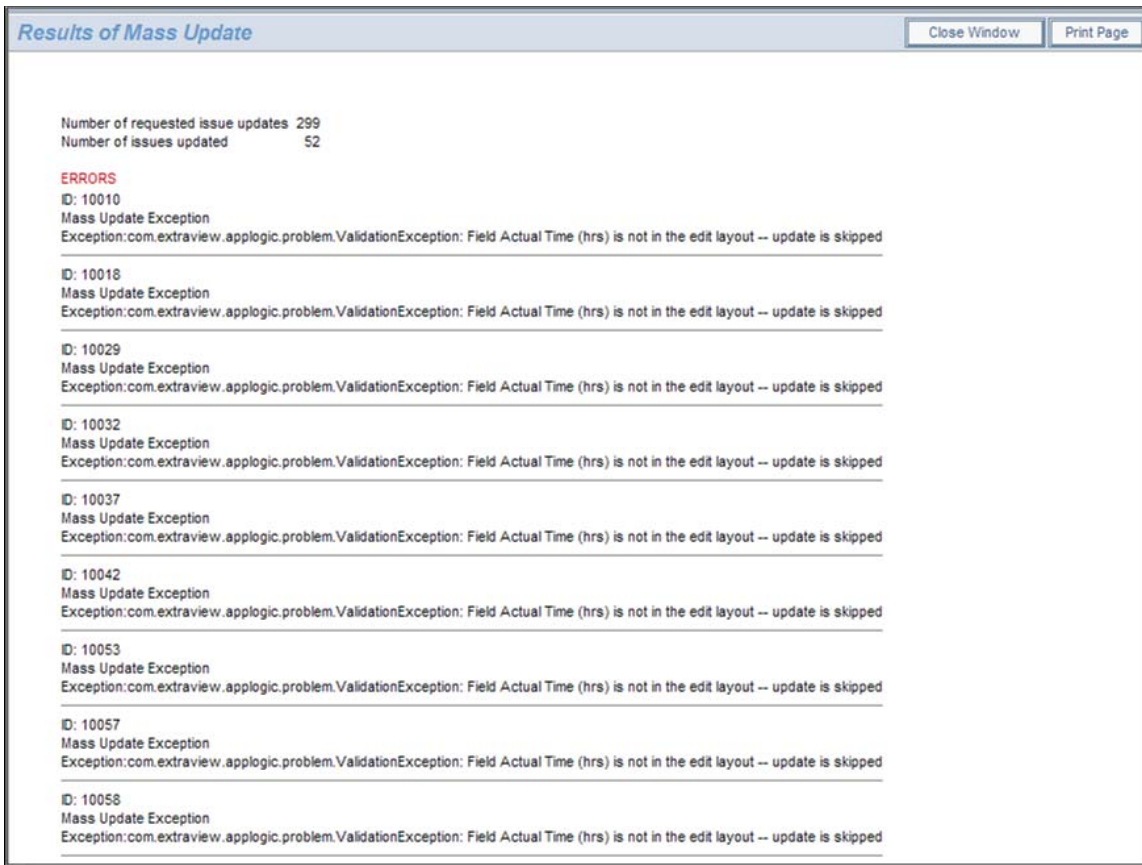 Results of Mass Update
Close Window
Print Page
Number of requested issue updates 299
Number of issues updated 52
ERRORS
ID: 10010
Mass Update Exception
Exception:com.extraview.applogic.problem.ValidationException: Field Actual Time (hrs) is not in the edit layout -- update is skipped
ID: 10018
Mass Update Exception
Exception:com.extraview.applogic.problem.ValidationException: Field Actual Time (hrs) is not in the edit layout -- update is skipped
ID: 10029
Mass Update Exception
Exception:com.extraview.applogic.problem.ValidationException: Field Actual Time (hrs) is not in the edit layout -- update is skipped
ID: 10032
Mass Update Exception
Exception:com.extraview.applogic.problem.ValidationException: Field Actual Time (hrs) is not in the edit layout -- update is skipped
ID: 10037
Mass Update Exception
Exception:com.extraview.applogic.problem.ValidationException: Field Actual Time (hrs) is not in the edit layout -- update is skipped
ID: 10042
Mass Update Exception
Exception:com.extraview.applogic.problem.ValidationException: Field Actual Time (hrs) is not in the edit layout -- update is skipped
ID: 10053
Mass Update Exception
Exception:com.extraview.applogic.problem.ValidationException: Field Actual Time (hrs) is not in the edit layout -- update is skipped
ID: 10057
Mass Update Exception
Exception:com.extraview.applogic.problem.ValidationException: Field Actual Time (hrs) is not in the edit layout -- update is skipped
ID: 10058
Mass Update Exception
Exception:com.extraview.applogic.problem.ValidationException: Field Actual Time (hrs) is not in the edit layout -- update is skipped